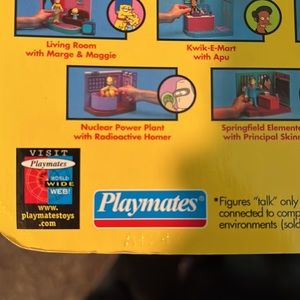 Living Room
with Marge & Maggie
Kwik-E-Mart
with Apu
Nuclear Power Plant
with Radioactive Homer
Springfield Elemente
with Principal Skinn
VISIT
Playmates
WORLD
WIDE
WEB!
www.
playmatestoys
.com
Playmates®
*Figures "talk" only
connected to comp
environments (sold